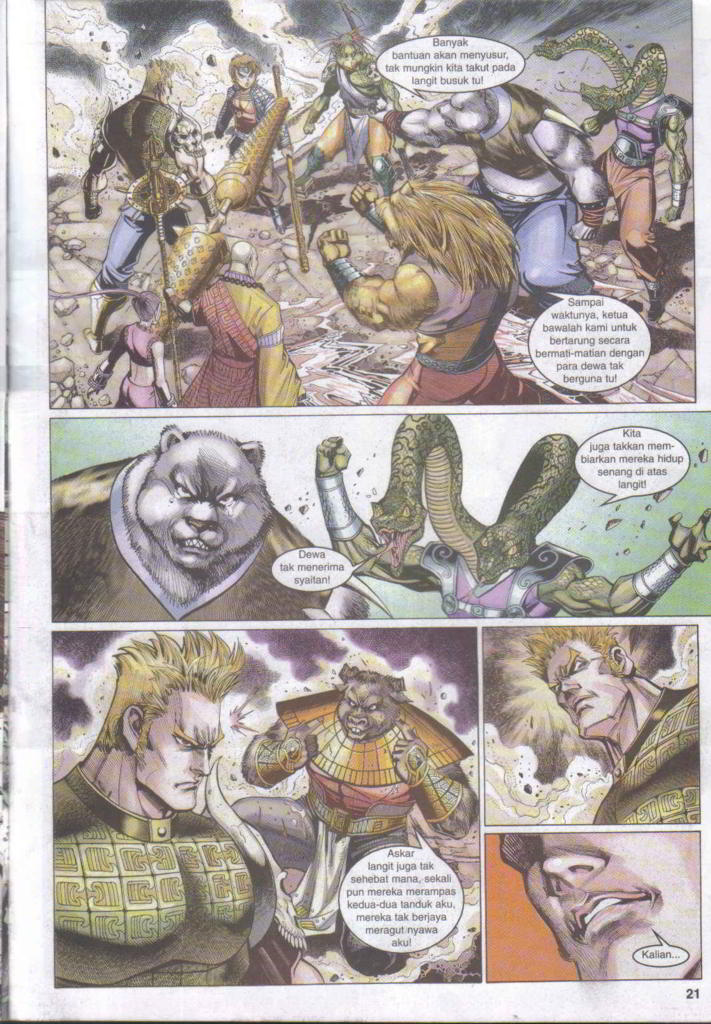 Banyak
bantuan akan menyusur,
tak mungkin kita takut pada
langit busuk tu!
Sampai
waktunya, ketua
bawalah kami untuk
bertarung secara
bermati-matian dengan
para dewa tak
berguna tu!
Kita
juga takkan mem-
biarkan mereka hidup
senang di atas
langit!
Dewa
tak menerima
syaitan!
Askar
langit juga tak
sehebat mana, sekali
pun mereka merampas
kedua-dua tanduk aku,
mereka tak berjaya
meragut nyawa
aku!
Kalian...
21